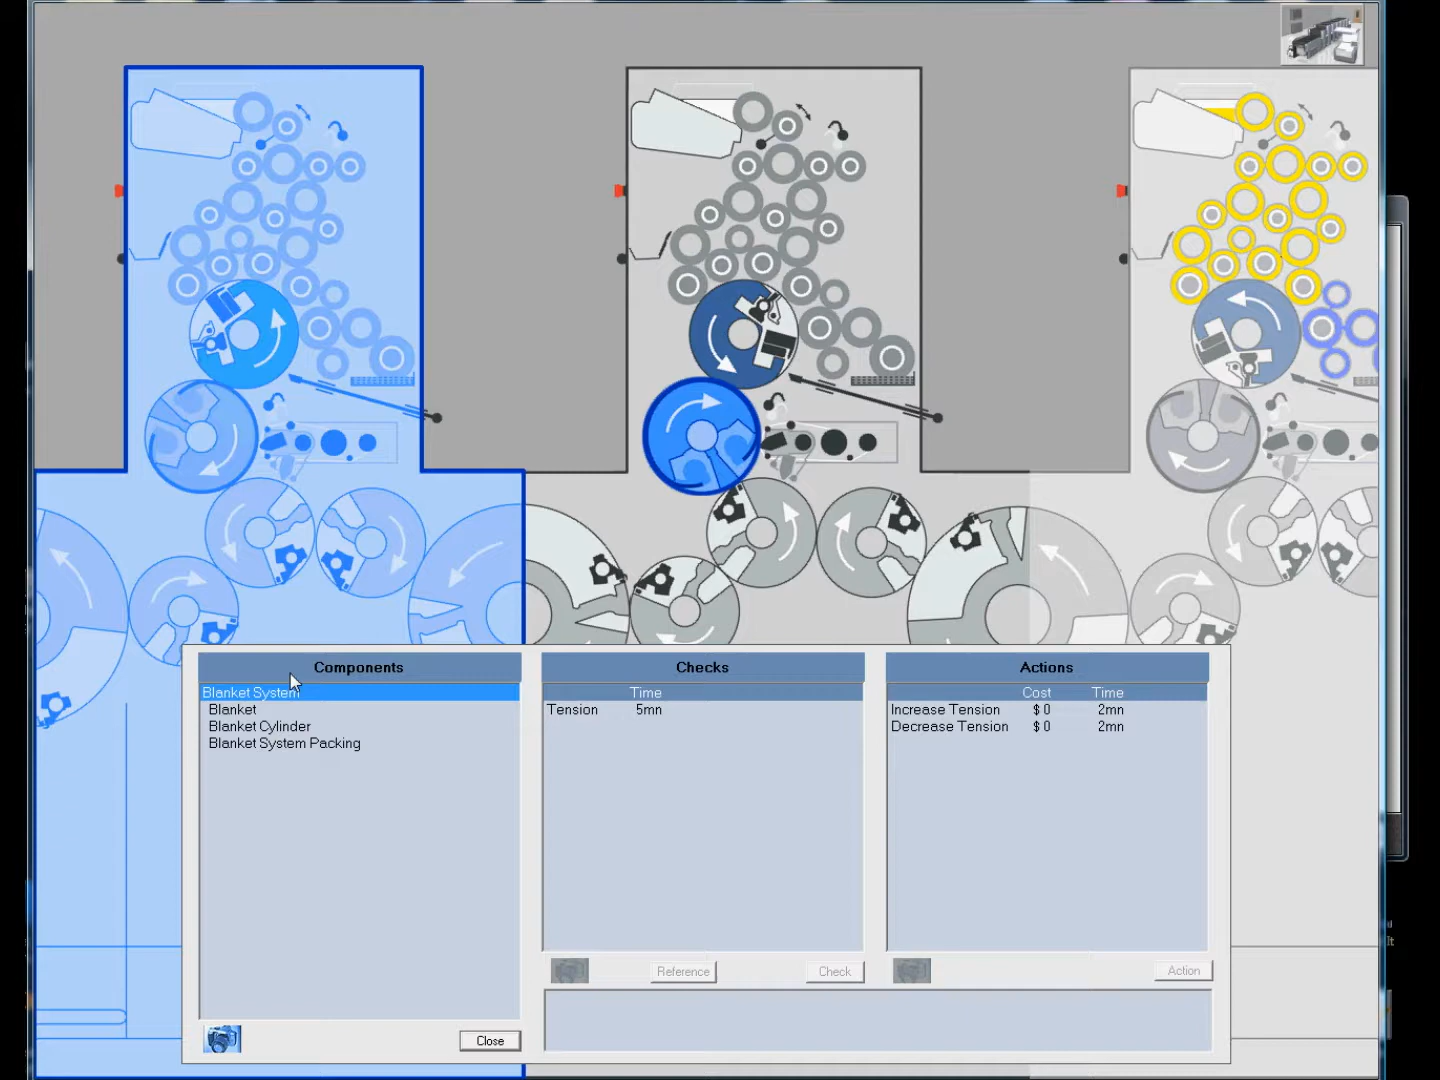 Components
Blanket System
Blanket
Blanket Cylinder
Blanket System Packing
Close
Checks
Time
Tension 5mn
Reference Check
Actions
Cost Time
Increase Tension $ 0 2mn
Decrease Tension $ 0 2mn
Action